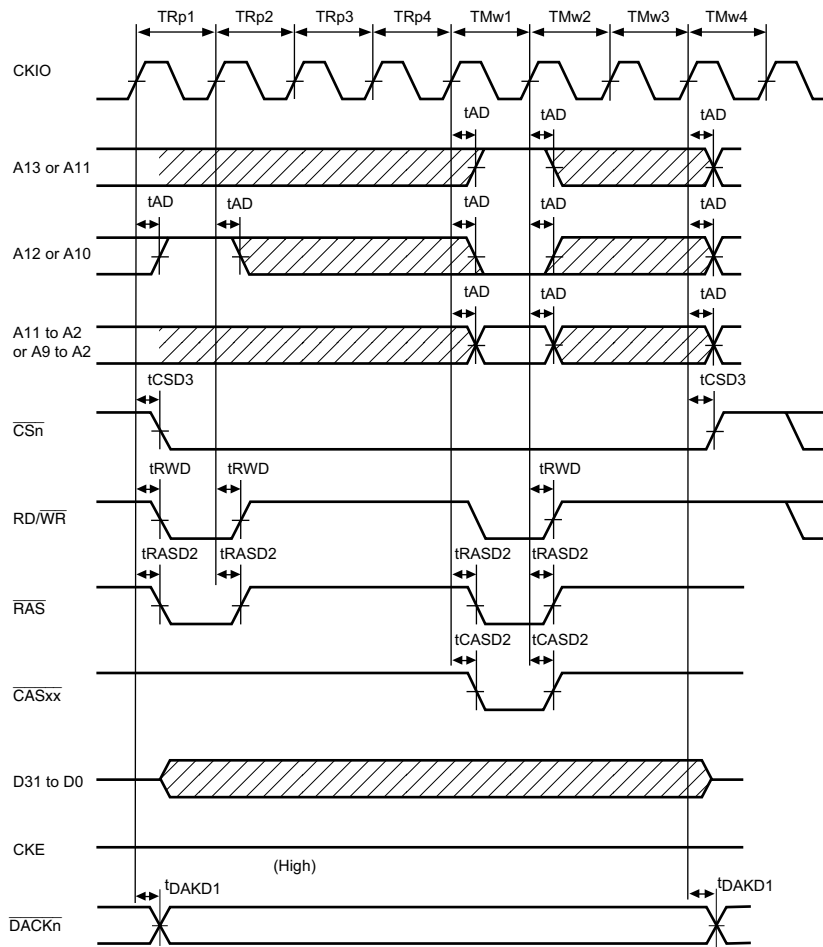 TRp1 TRp2 TRp3 TRp4 TMw1 TMw2 TMw3 TMw4
CKIO
tAD tAD tAD
A13 or A11
tAD tAD tAD tAD tAD
A12 or A10
tAD tAD tAD
A11 to A2
or A9 to A2
tCSD3 tCSD3
CSn
tRWD tRWD tRWD
RD/WR
tRASD2 tRASD2 tRASD2 tRASD2
RAS
tCASD2 tCASD2
CASxx
D31 to D0
CKE
(High)
tDAKD1 tDAKD1
DACKn